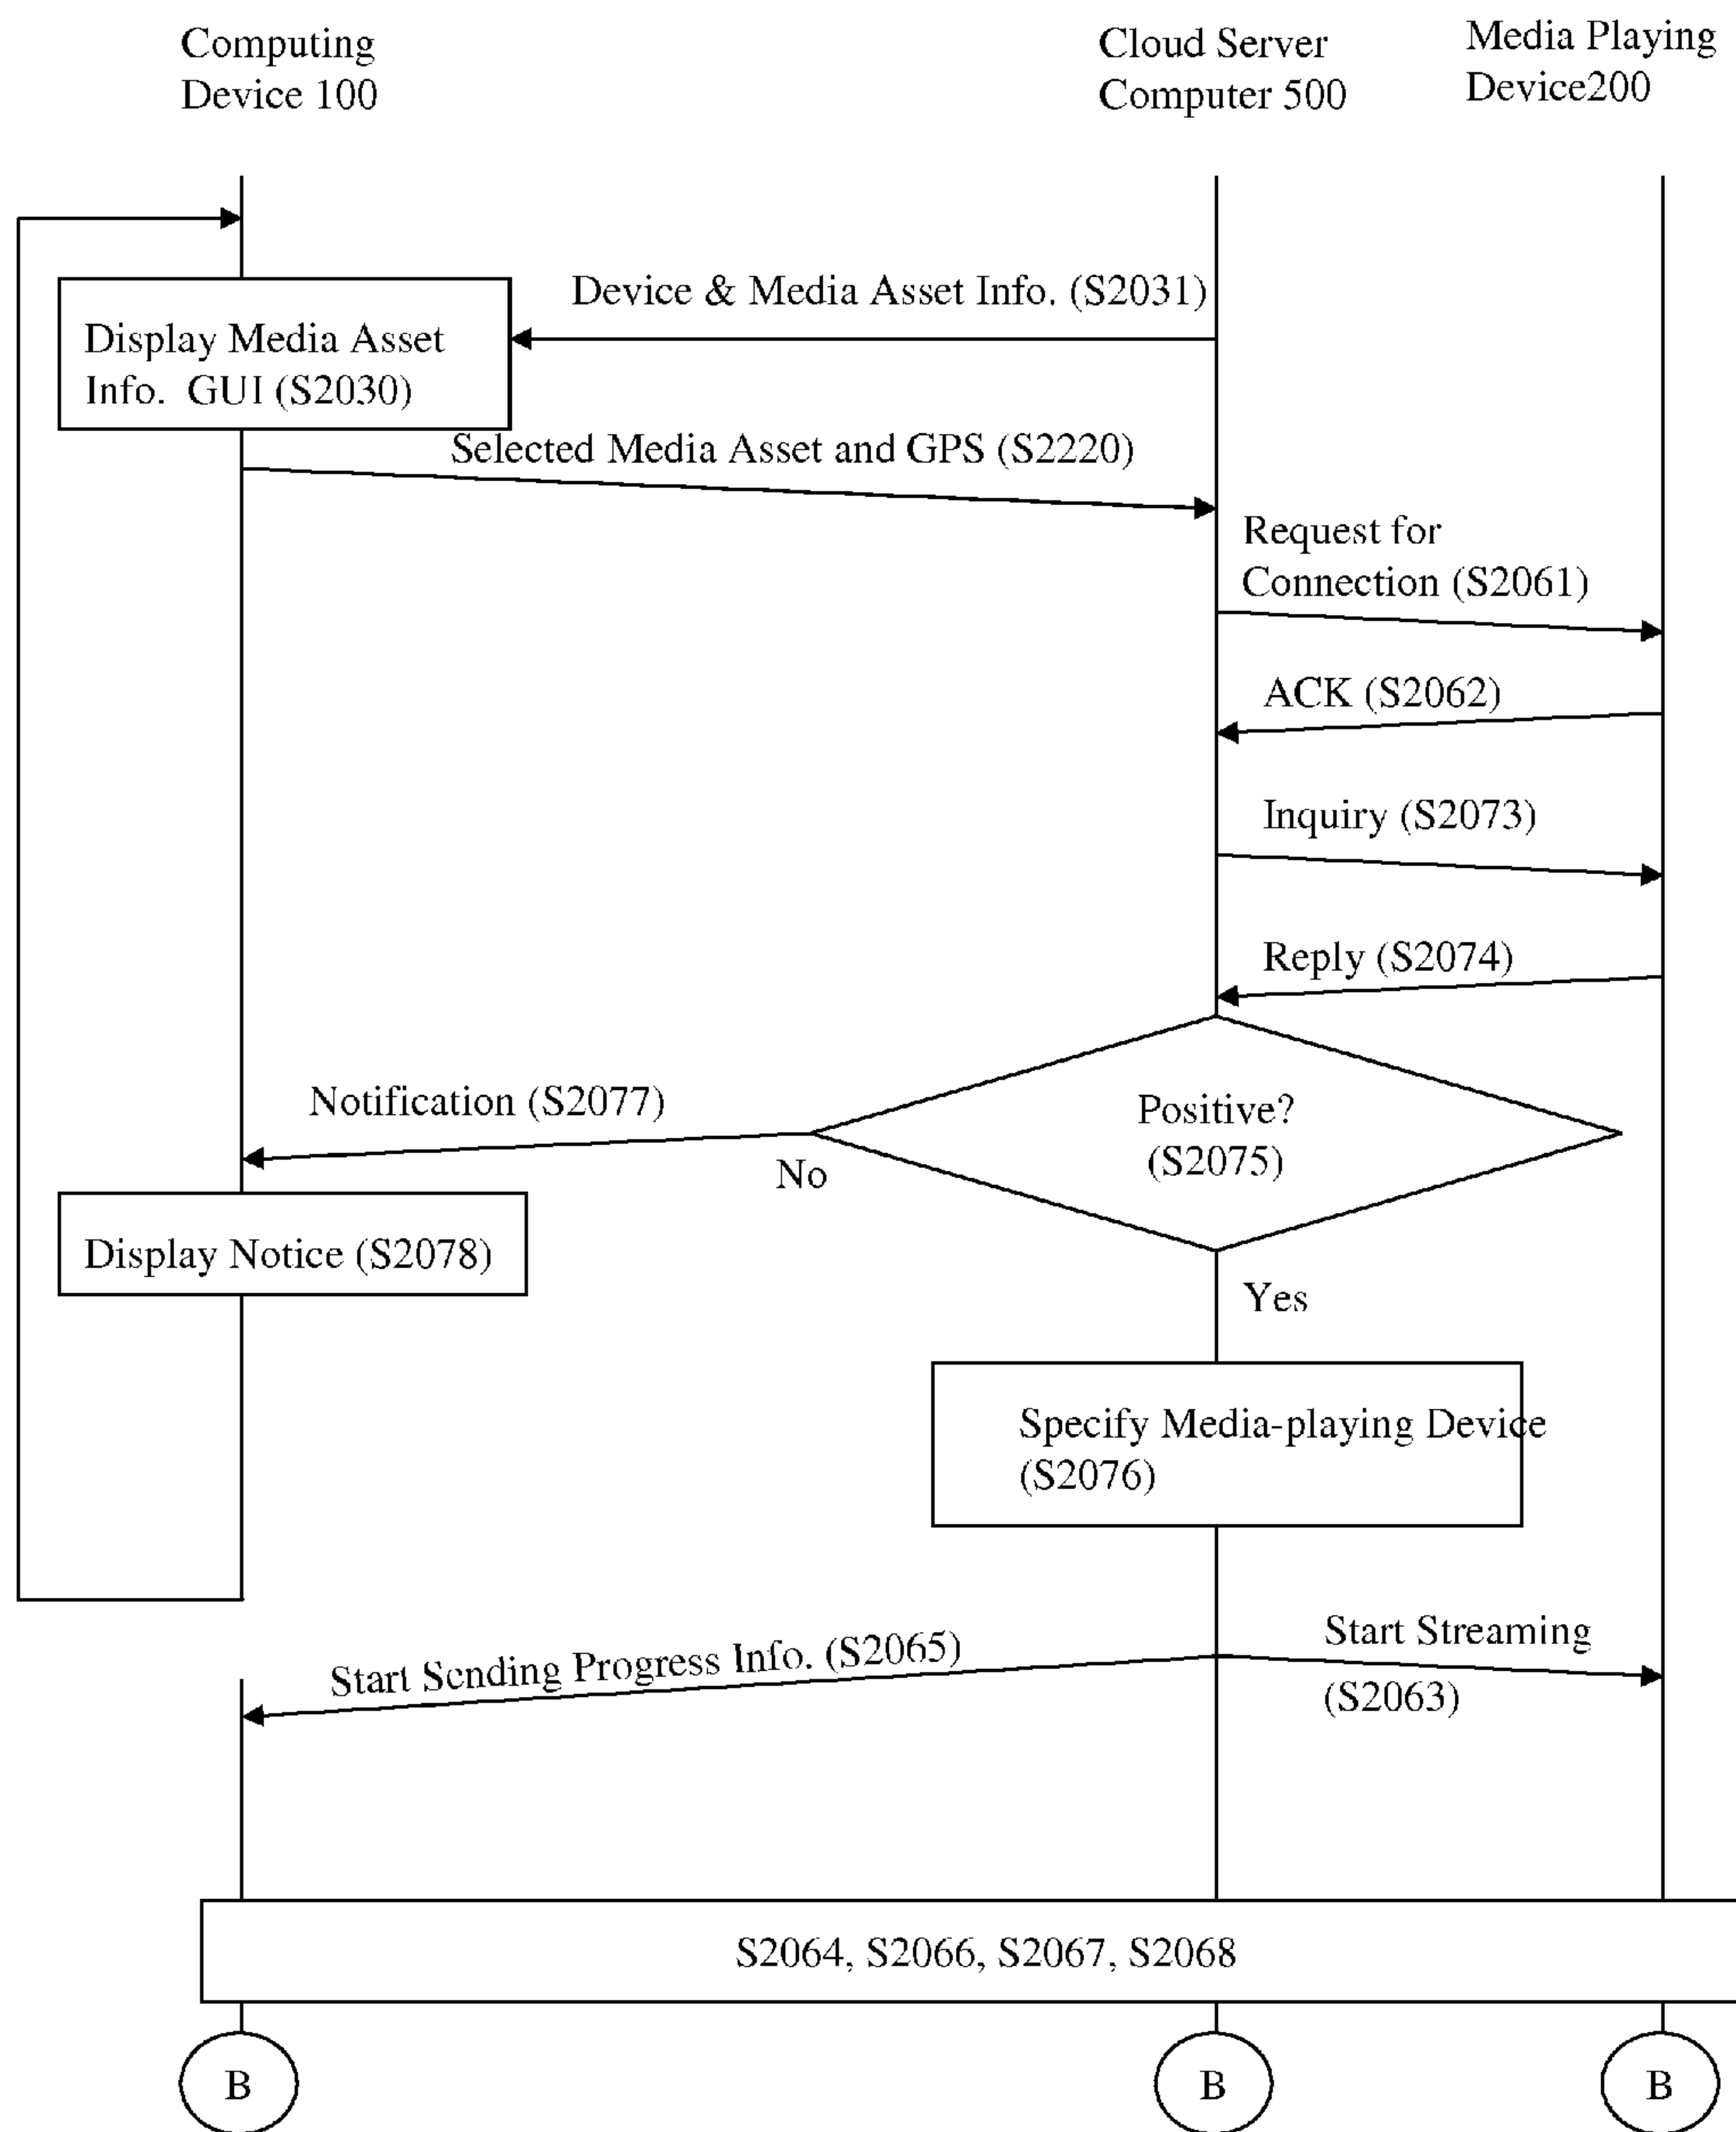 Computing
Device 100
Cloud Server
Computer 500
Media Playing
Device200
Device & Media Asset Info. (S2031)
Display Media Asset
Info. GUI (S2030)
Selected Media Asset and GPS (S2220)
Request for
Connection (S2061)
ACK (S2062)
Inquiry (S2073)
Reply (S2074)
Notification (S2077)
Positive?
(S2075)
No
Display Notice (S2078)
Yes
Specify Media-playing Device
(S2076)
Start Sending Progress Info. (S2065)
Start Streaming
(S2063)
S2064, S2066, S2067, S2068
B
B
B